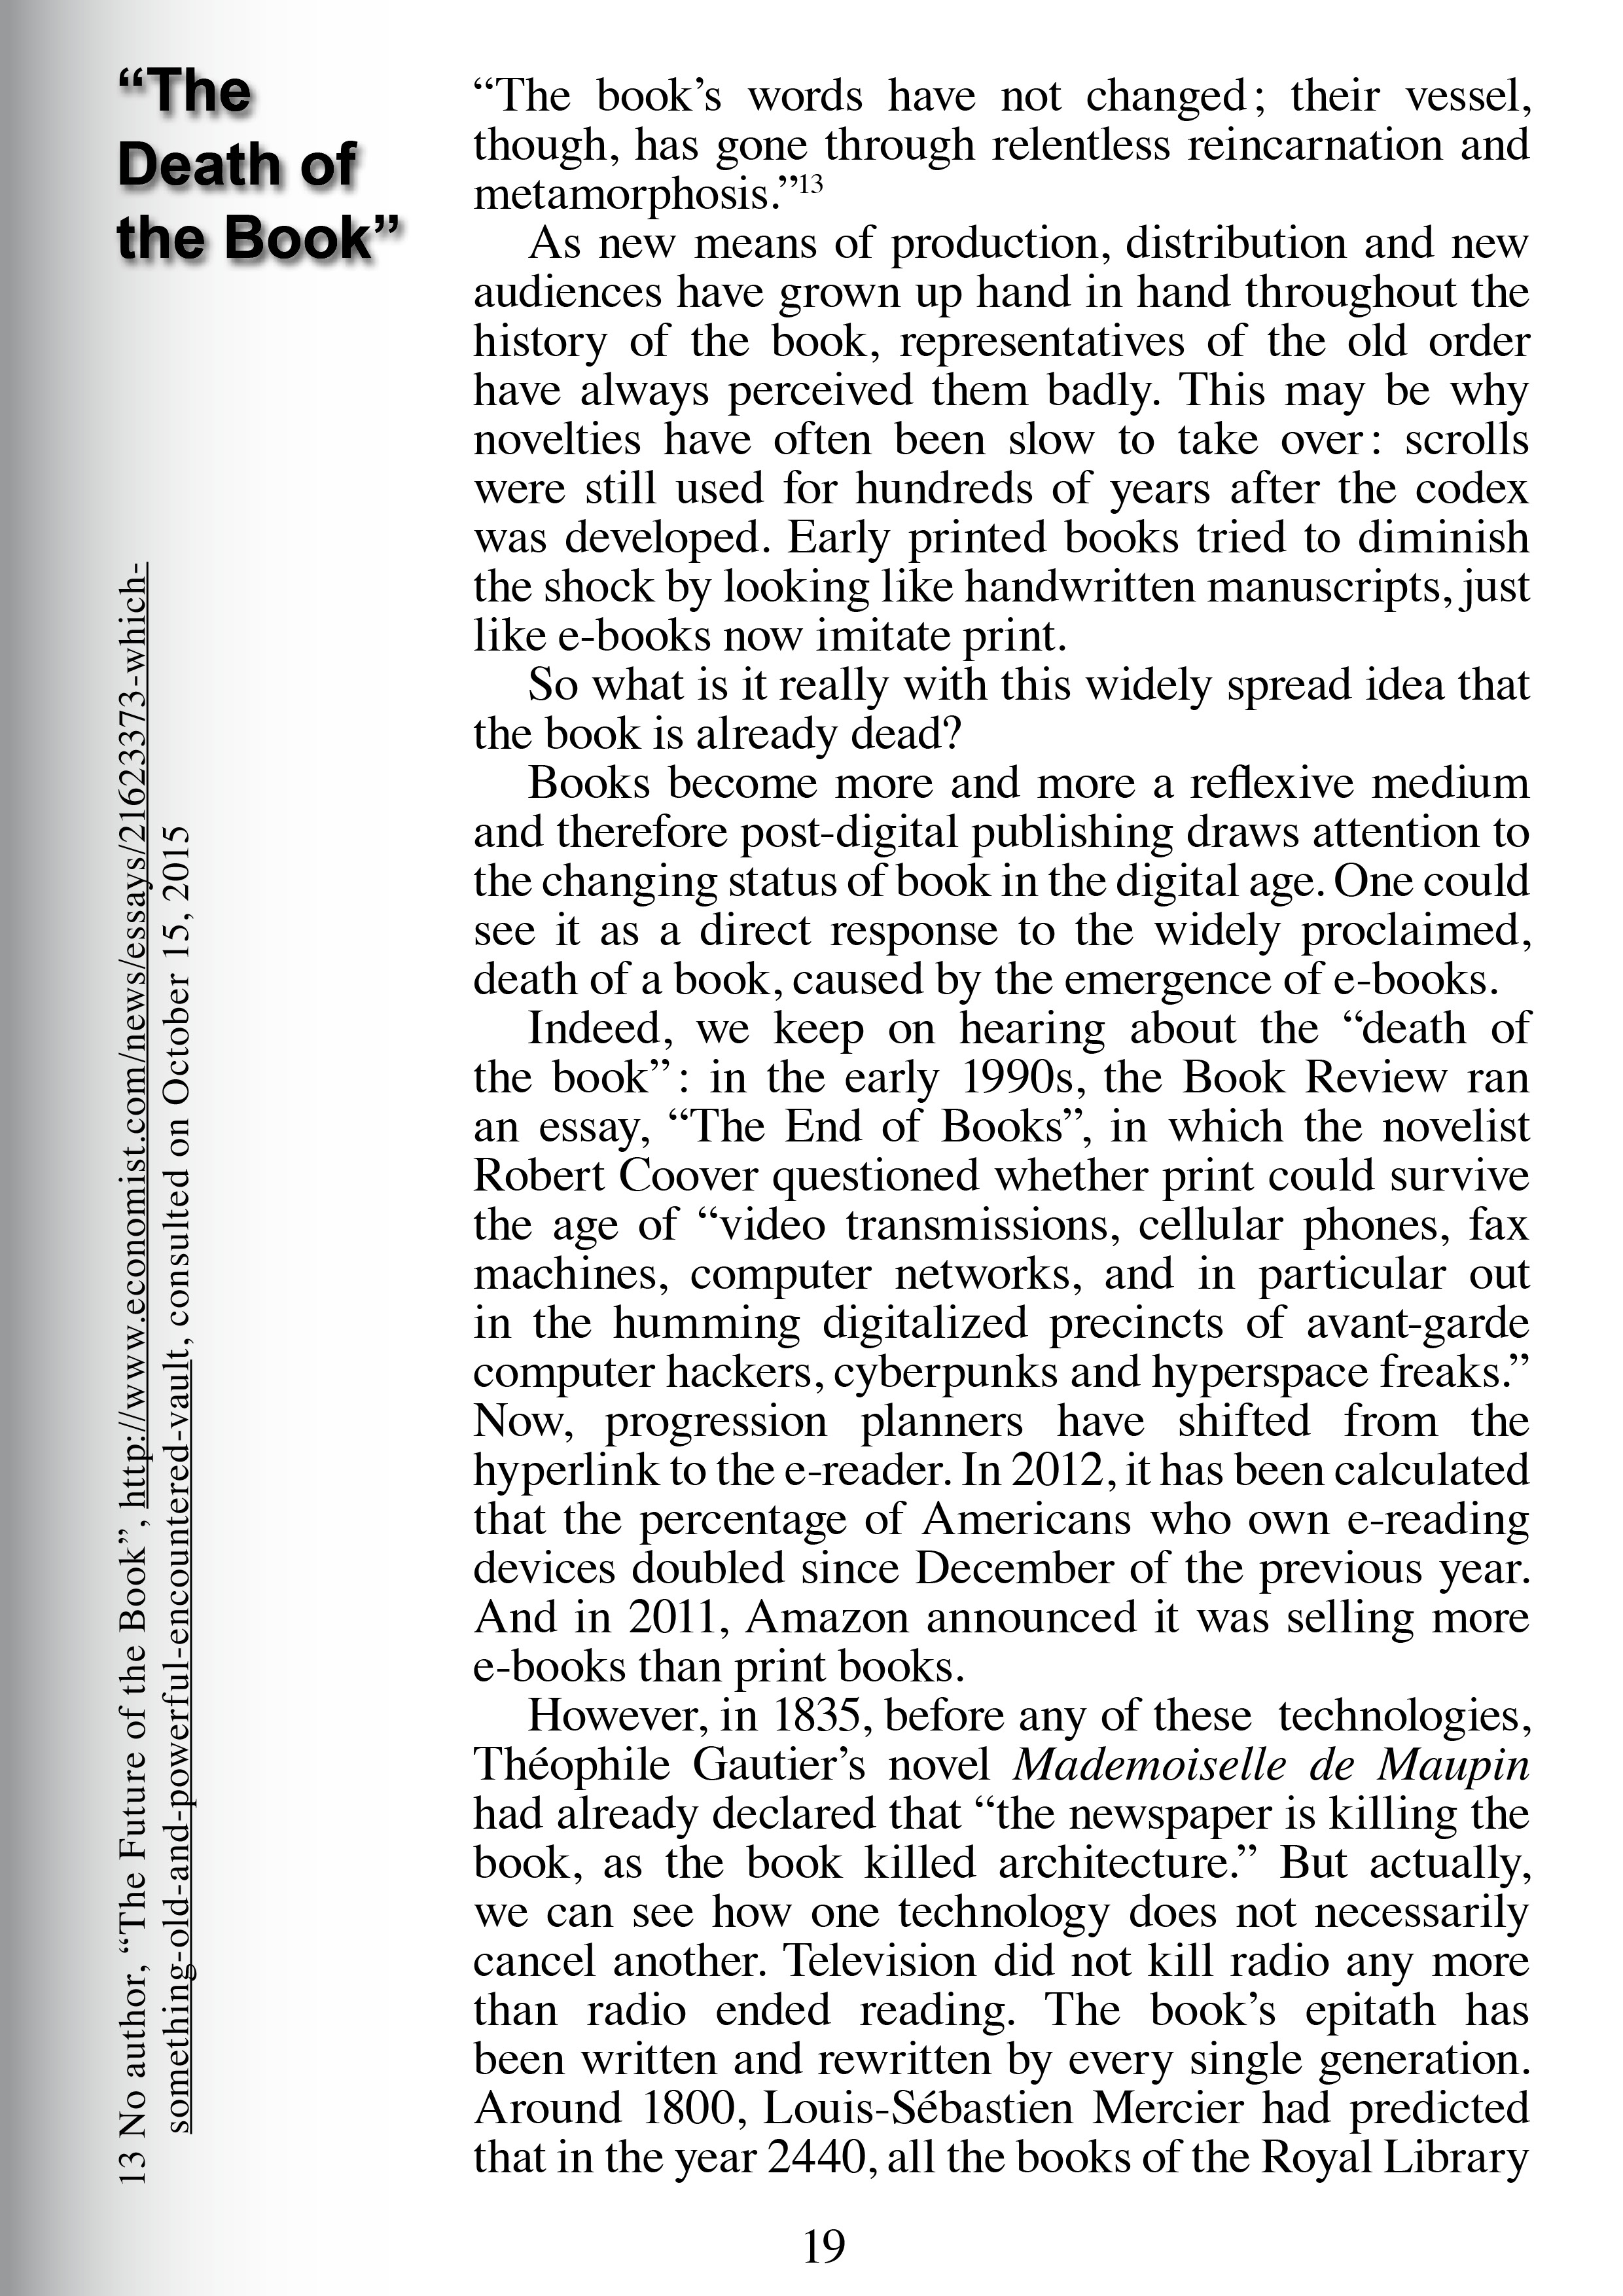 “The
Death of
the Book”
“The book’s words have not changed; their vessel,
though, has gone through relentless reincarnation and
metamorphosis.”13
As new means of production, distribution and new
audiences have grown up hand in hand throughout the
history of the book, representatives of the old order
have always perceived them badly. This may be why
novelties have often been slow to take over: scrolls
were still used for hundreds of years after the codex
was developed. Early printed books tried to diminish
the shock by looking like handwritten manuscripts, just
like e-books now imitate print.
So what is it really with this widely spread idea that
the book is already dead?
Books become more and more a reflexive medium
and therefore post-digital publishing draws attention to
the changing status of book in the digital age. One could
see it as a direct response to the widely proclaimed,
death of a book, caused by the emergence of e-books.
Indeed, we keep on hearing about the “death of
the book”: in the early 1990s, the Book Review ran
an essay, “The End of Books”, in which the novelist
Robert Coover questioned whether print could survive
the age of “video transmissions, cellular phones, fax
machines, computer networks, and in particular out
in the humming digitalized precincts of avant-garde
computer hackers, cyberpunks and hyperspace freaks.”
Now, progression planners have shifted from the
hyperlink to the e-reader. In 2012, it has been calculated
that the percentage of Americans who own e-reading
devices doubled since December of the previous year.
And in 2011, Amazon announced it was selling more
e-books than print books.
However, in 1835, before any of these technologies,
Théophile Gautier’s novel Mademoiselle de Maupin
had already declared that “the newspaper is killing the
book, as the book killed architecture.” But actually,
we can see how one technology does not necessarily
cancel another. Television did not kill radio any more
than radio ended reading. The book’s epitath has
been written and rewritten by every single generation.
Around 1800, Louis-Sébastien Mercier had predicted
that in the year 2440, all the books of the Royal Library
13 No author, “The Future of the Book”, http://www.economist.com/news/essays/21623373-which-
something-old-and-powerful-encountered-vault, consulted on October 15, 2015
19